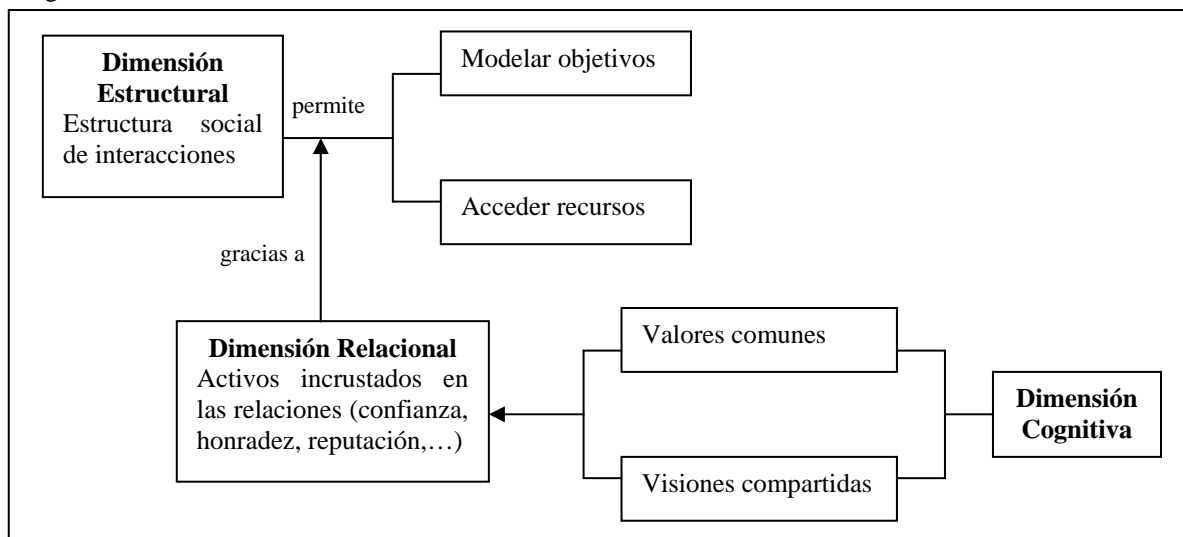 Dimensión
Estructural
Estructura social
de interacciones
permite
Modelar objetivos
Acceder recursos
gracias a
Dimensión Relacional
Activos incrustados en
las relaciones (confianza,
honradez, reputación,…)
Valores comunes
Visiones compartidas
Dimensión
Cognitiva